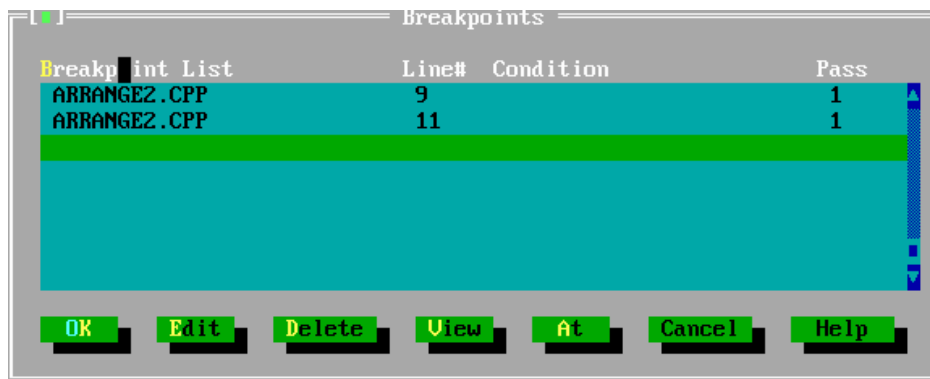 Breakpoints
Breakp int List Line# Condition Pass
ARRANGE2.CPP 9 1
ARRANGE2.CPP 11 1
OK Edit Delete View At Cancel Help